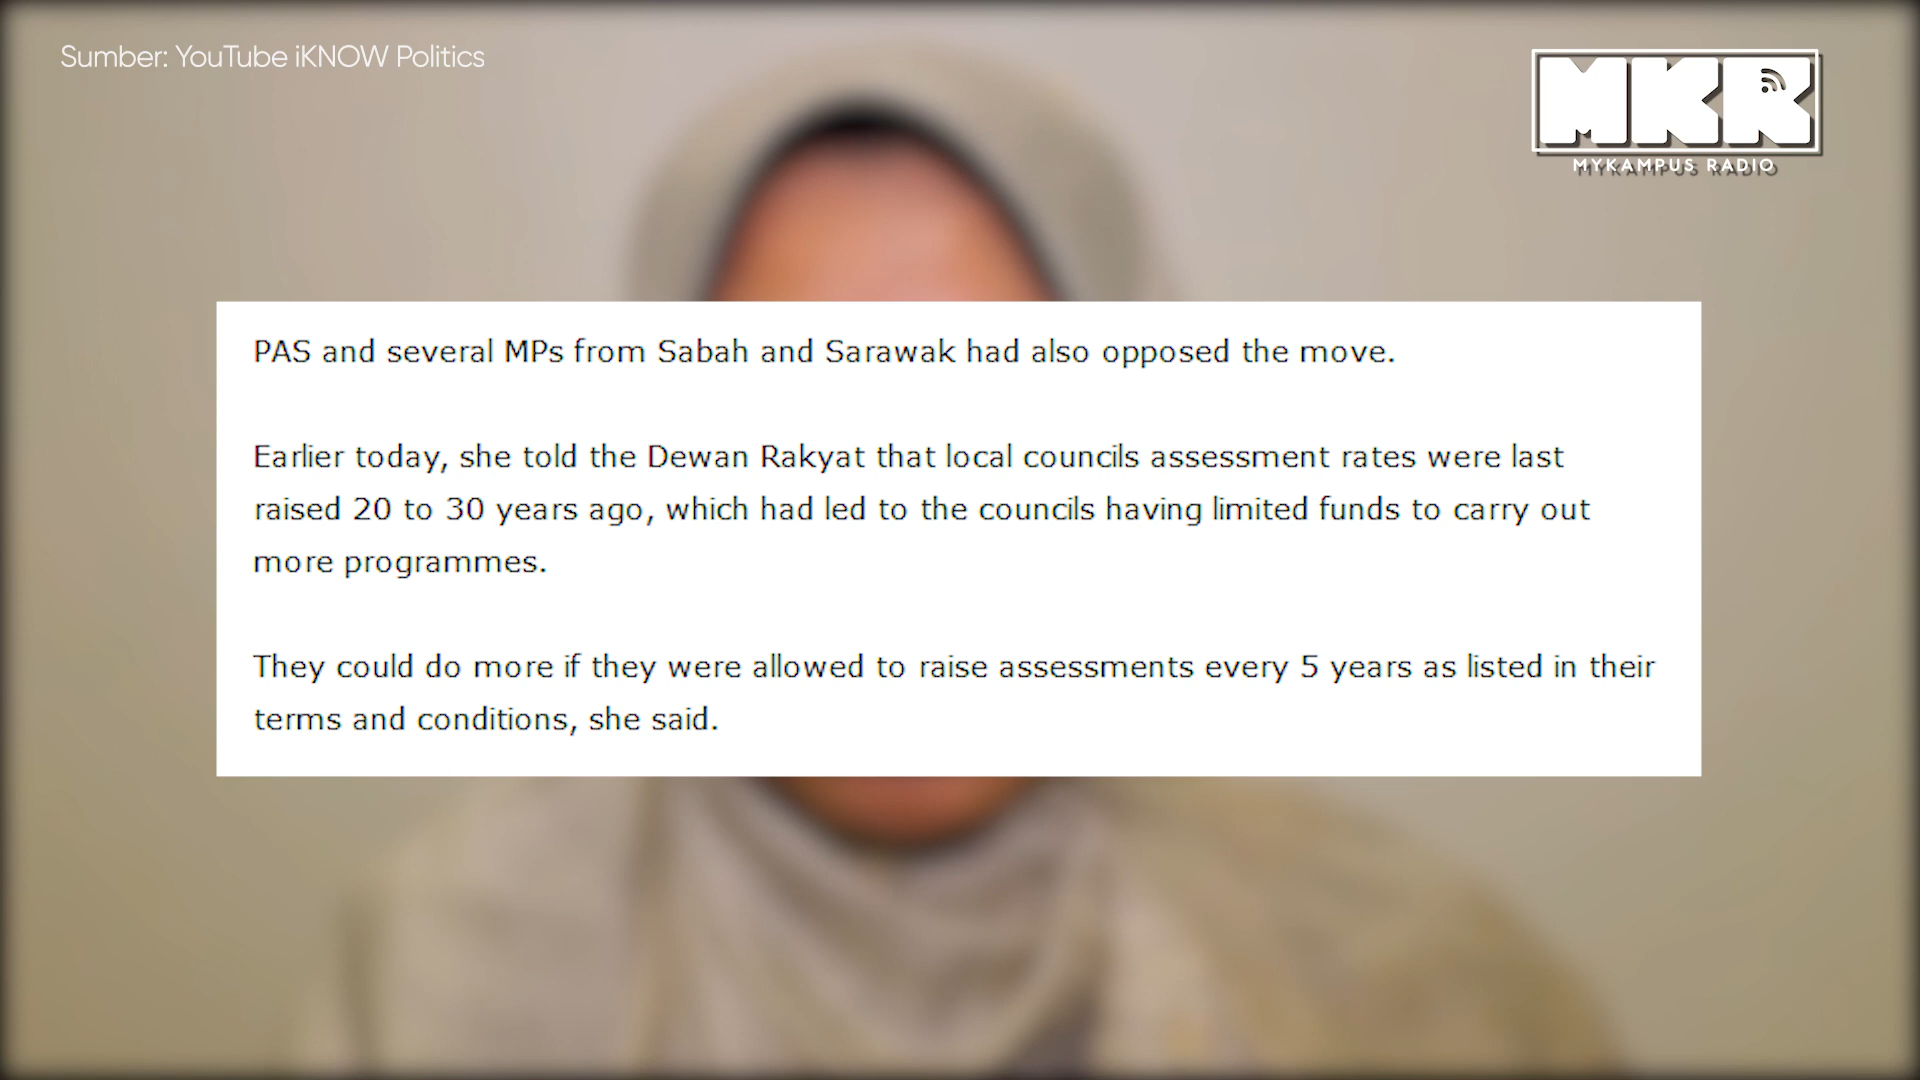 Sumber: YouTube iKNOW Politics
MKR
MYKAMPUS RADIO
PAS and several MPs from Sabah and Sarawak had also opposed the move.
Earlier today, she told the Dewan Rakyat that local councils assessment rates were last
raised 20 to 30 years ago, which had led to the councils having limited funds to carry out
more programmes.
They could do more if they were allowed to raise assessments every 5 years as listed in their
terms and conditions, she said.